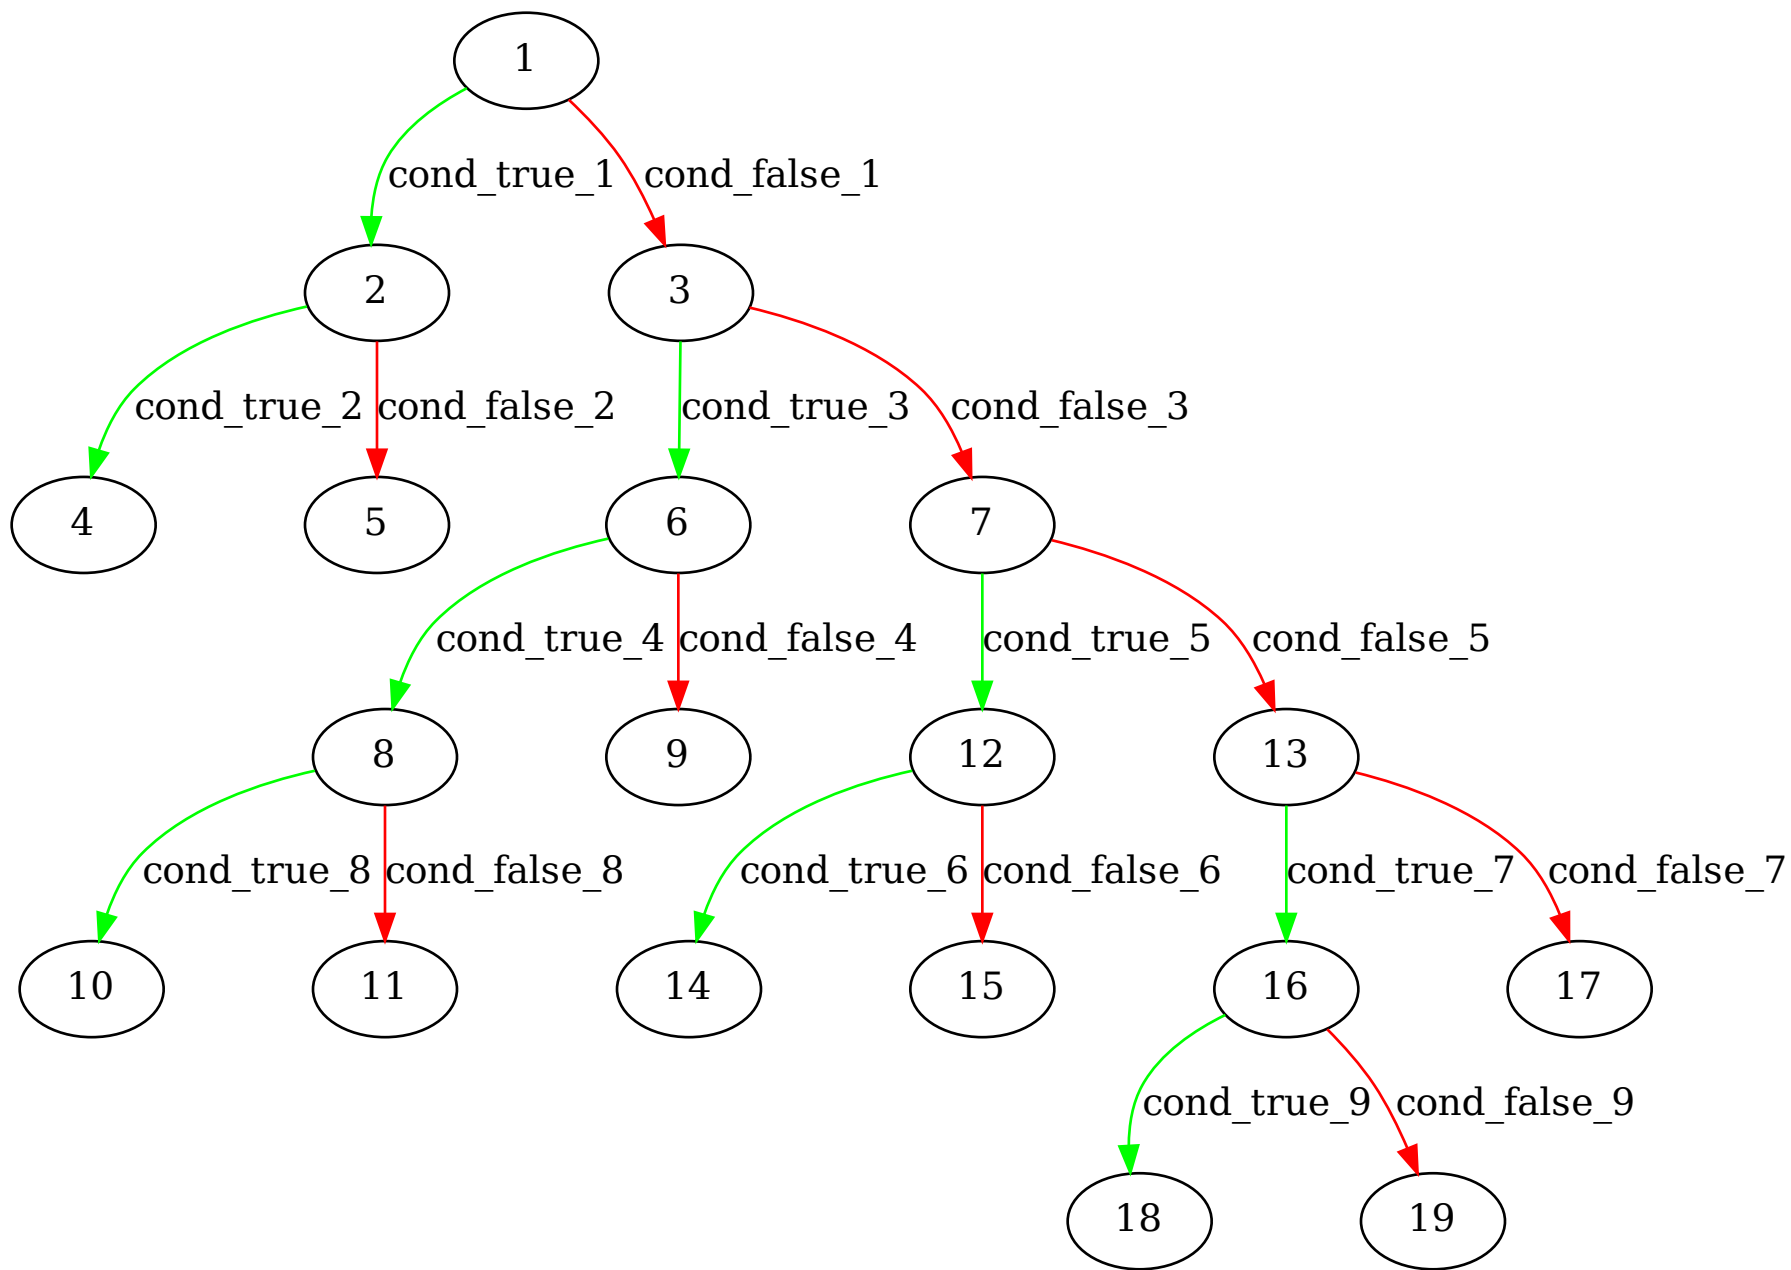 1
cond_true_1 cond_false_1
2 3
cond_true_2 cond_false_2 cond_true_3 cond_false_3
4 5 6 7
cond_true_4 cond_false_4 cond_true_5 cond_false_5
8 9 12 13
cond_true_8 cond_false_8 cond_true_6 cond_false_6 cond_true_7 cond_false_7
10 11 14 15 16 17
cond_true_9 cond_false_9
18 19